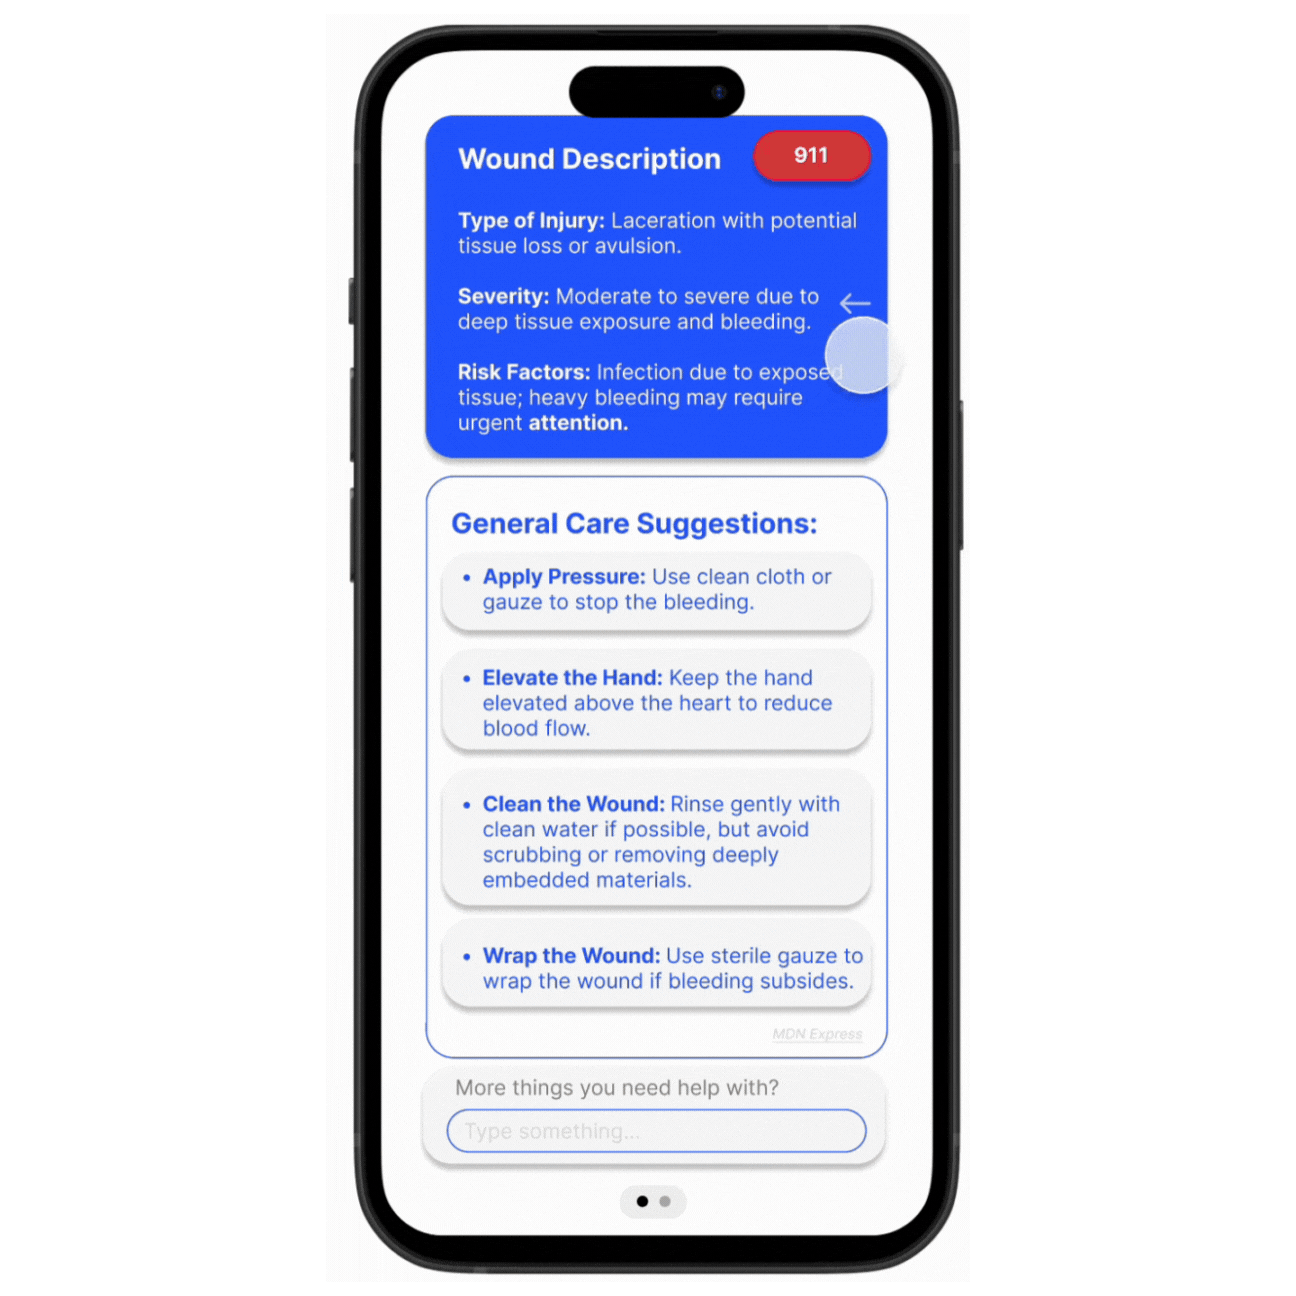 Wound Description
911
Type of Injury: Laceration with potential
tissue loss or avulsion.
Severity: Moderate to severe due to
deep tissue exposure and bleeding.
Risk Factors: Infection due to exposed
tissue; heavy bleeding may require
urgent attention.
General Care Suggestions:
• Apply Pressure: Use clean cloth or
gauze to stop the bleeding.
• Elevate the Hand: Keep the hand
elevated above the heart to reduce
blood flow.
• Clean the Wound: Rinse gently with
clean water if possible, but avoid
scrubbing or removing deeply
embedded materials.
• Wrap the Wound: Use sterile gauze to
wrap the wound if bleeding subsides.
MDN Express
More things you need help with?
Type something...